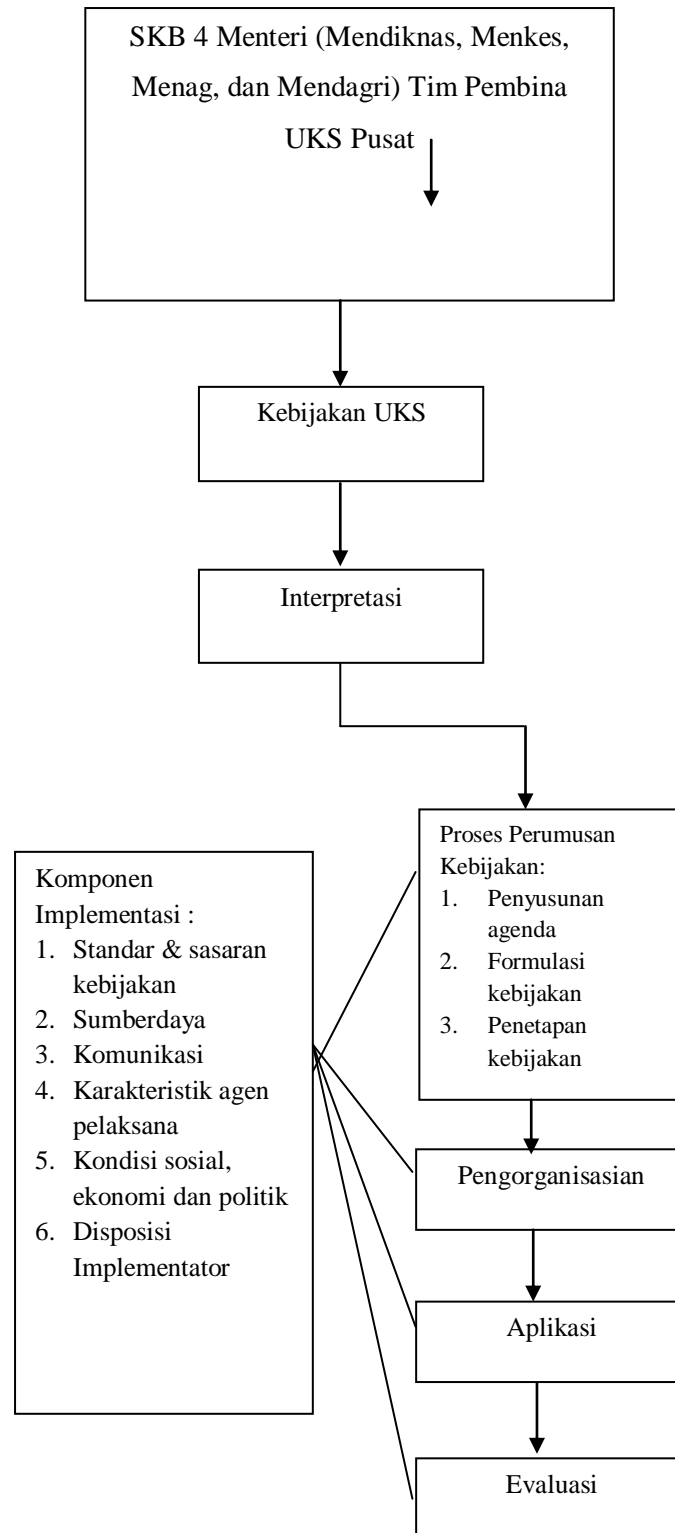 SKB 4 Menteri (Mendiknas, Menkes,
Menag, dan Mendagri) Tim Pembina
UKS Pusat
Kebijakan UKS
Interpretasi
Proses Perumusan
Kebijakan:
1. Penyusunan
agenda
2. Formulasi
kebijakan
3. Penetapan
kebijakan
Komponen
Implementasi :
1. Standar & sasaran
kebijakan
2. Sumberdaya
3. Komunikasi
4. Karakteristik agen
pelaksana
5. Kondisi sosial,
ekonomi dan politik
6. Disposisi
Implementator
Pengorganisasian
Aplikasi
Evaluasi